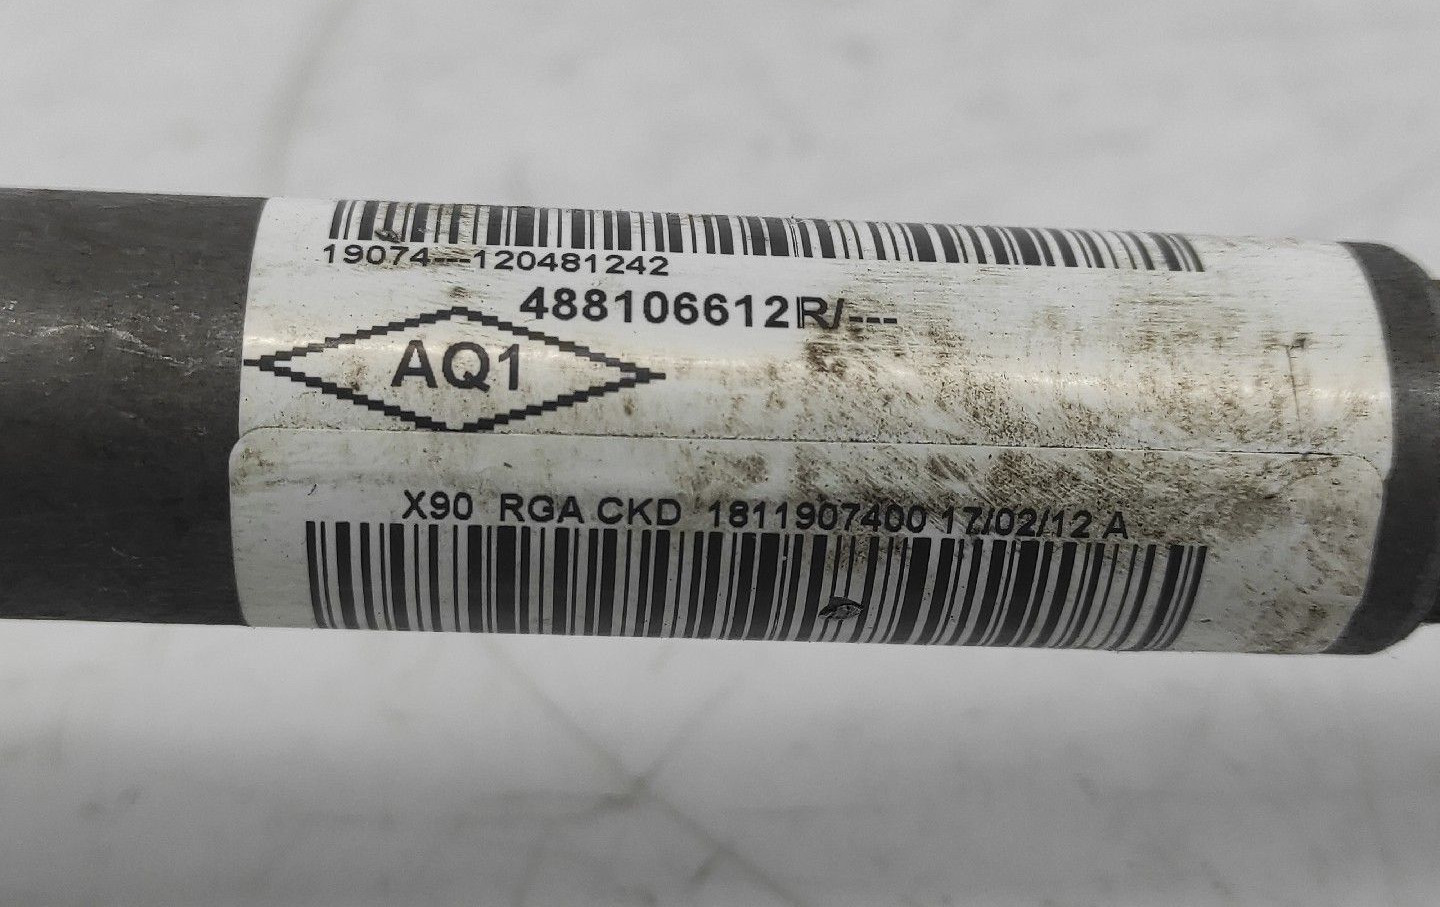 19074---120481242
488106612R/---
AQ1
X90 RGA CKD 1811907400 17/02/12 A